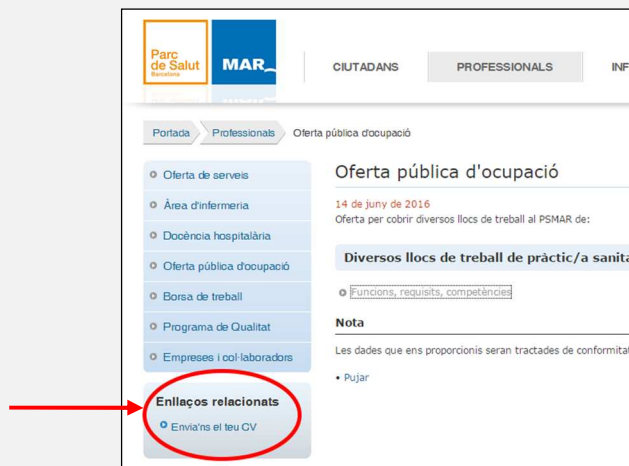 Parc
de Salut
Barcelona
MAR
CIUTADANS
PROFESSIONALS
INF
Portada
Professionals
Oferta pública d'ocupació
Oferta de serveis
Àrea d'infermeria
Docència hospitalària
Oferta pública d'ocupació
Borsa de treball
Programa de Qualitat
Empreses i col·laboradors
Enllaços relacionats
Envia'ns el teu CV
Oferta pública d'ocupació
14 de juny de 2016
Oferta per cobrir diversos llocs de treball al PSMAR de:
Diversos llocs de treball de pràctic/a sanita
Funcions, requisits, competències
Nota
Les dades que ens proporcionis seran tractades de conformitat
• Pujar